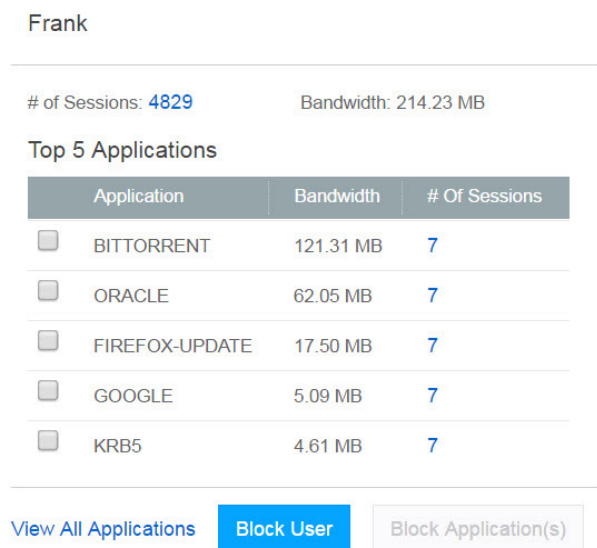 Frank
# of Sessions: 4829 Bandwidth: 214.23 MB
Top 5 Applications
Application Bandwidth # Of Sessions
BITTORRENT 121.31 MB 7
ORACLE 62.05 MB 7
FIREFOX-UPDATE 17.50 MB 7
GOOGLE 5.09 MB 7
KRB5 4.61 MB 7
View All Applications Block User Block Application(s)